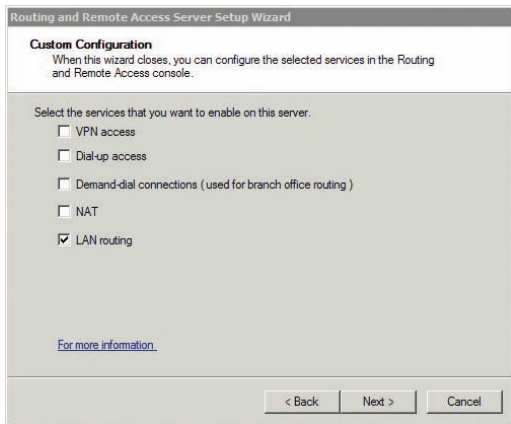 Routing and Remote Access Server Setup Wizard
Custom Configuration
When this wizard closes, you can configure the selected services in the Routing
and Remote Access console.
Select the services that you want to enable on this server.
VPN access
Dial-up access
Demand-dial connections (used for branch office routing )
NAT
LAN routing
For more information
< Back
Next >
Cancel